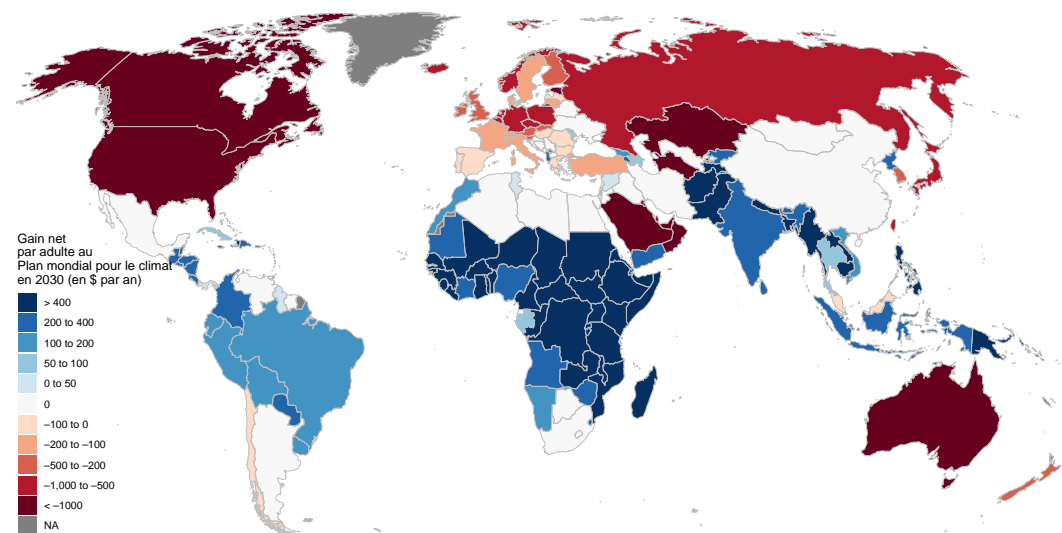 Gain net
par adulte au
Plan mondial pour le climat
en 2030 (en $ par an)
> 400
200 to 400
100 to 200
50 to 100
0 to 50
0
–100 to 0
–200 to –100
–500 to –200
–1,000 to –500
< –1000
NA